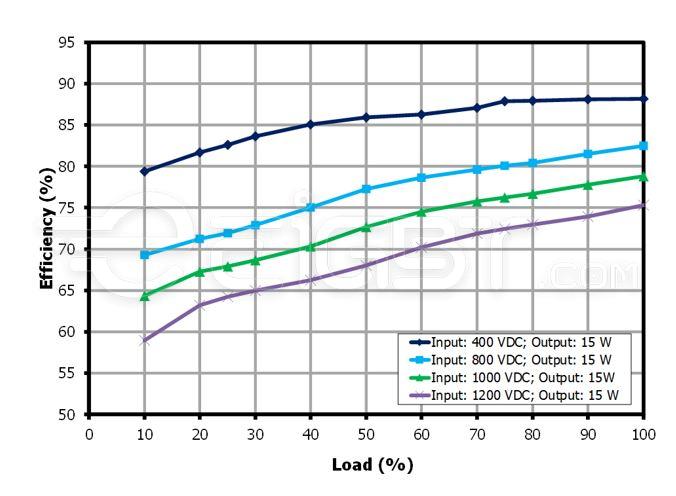 95
90
85
80
75
70
65
60
55
50
Efficiency (%)
eIGBT.com
Input: 400 VDC; Output: 15 W
Input: 800 VDC; Output: 15 W
Input: 1000 VDC; Output: 15W
Input: 1200 VDC; Output: 15 W
0 10 20 30 40 50 60 70 80 90 100
Load (%)